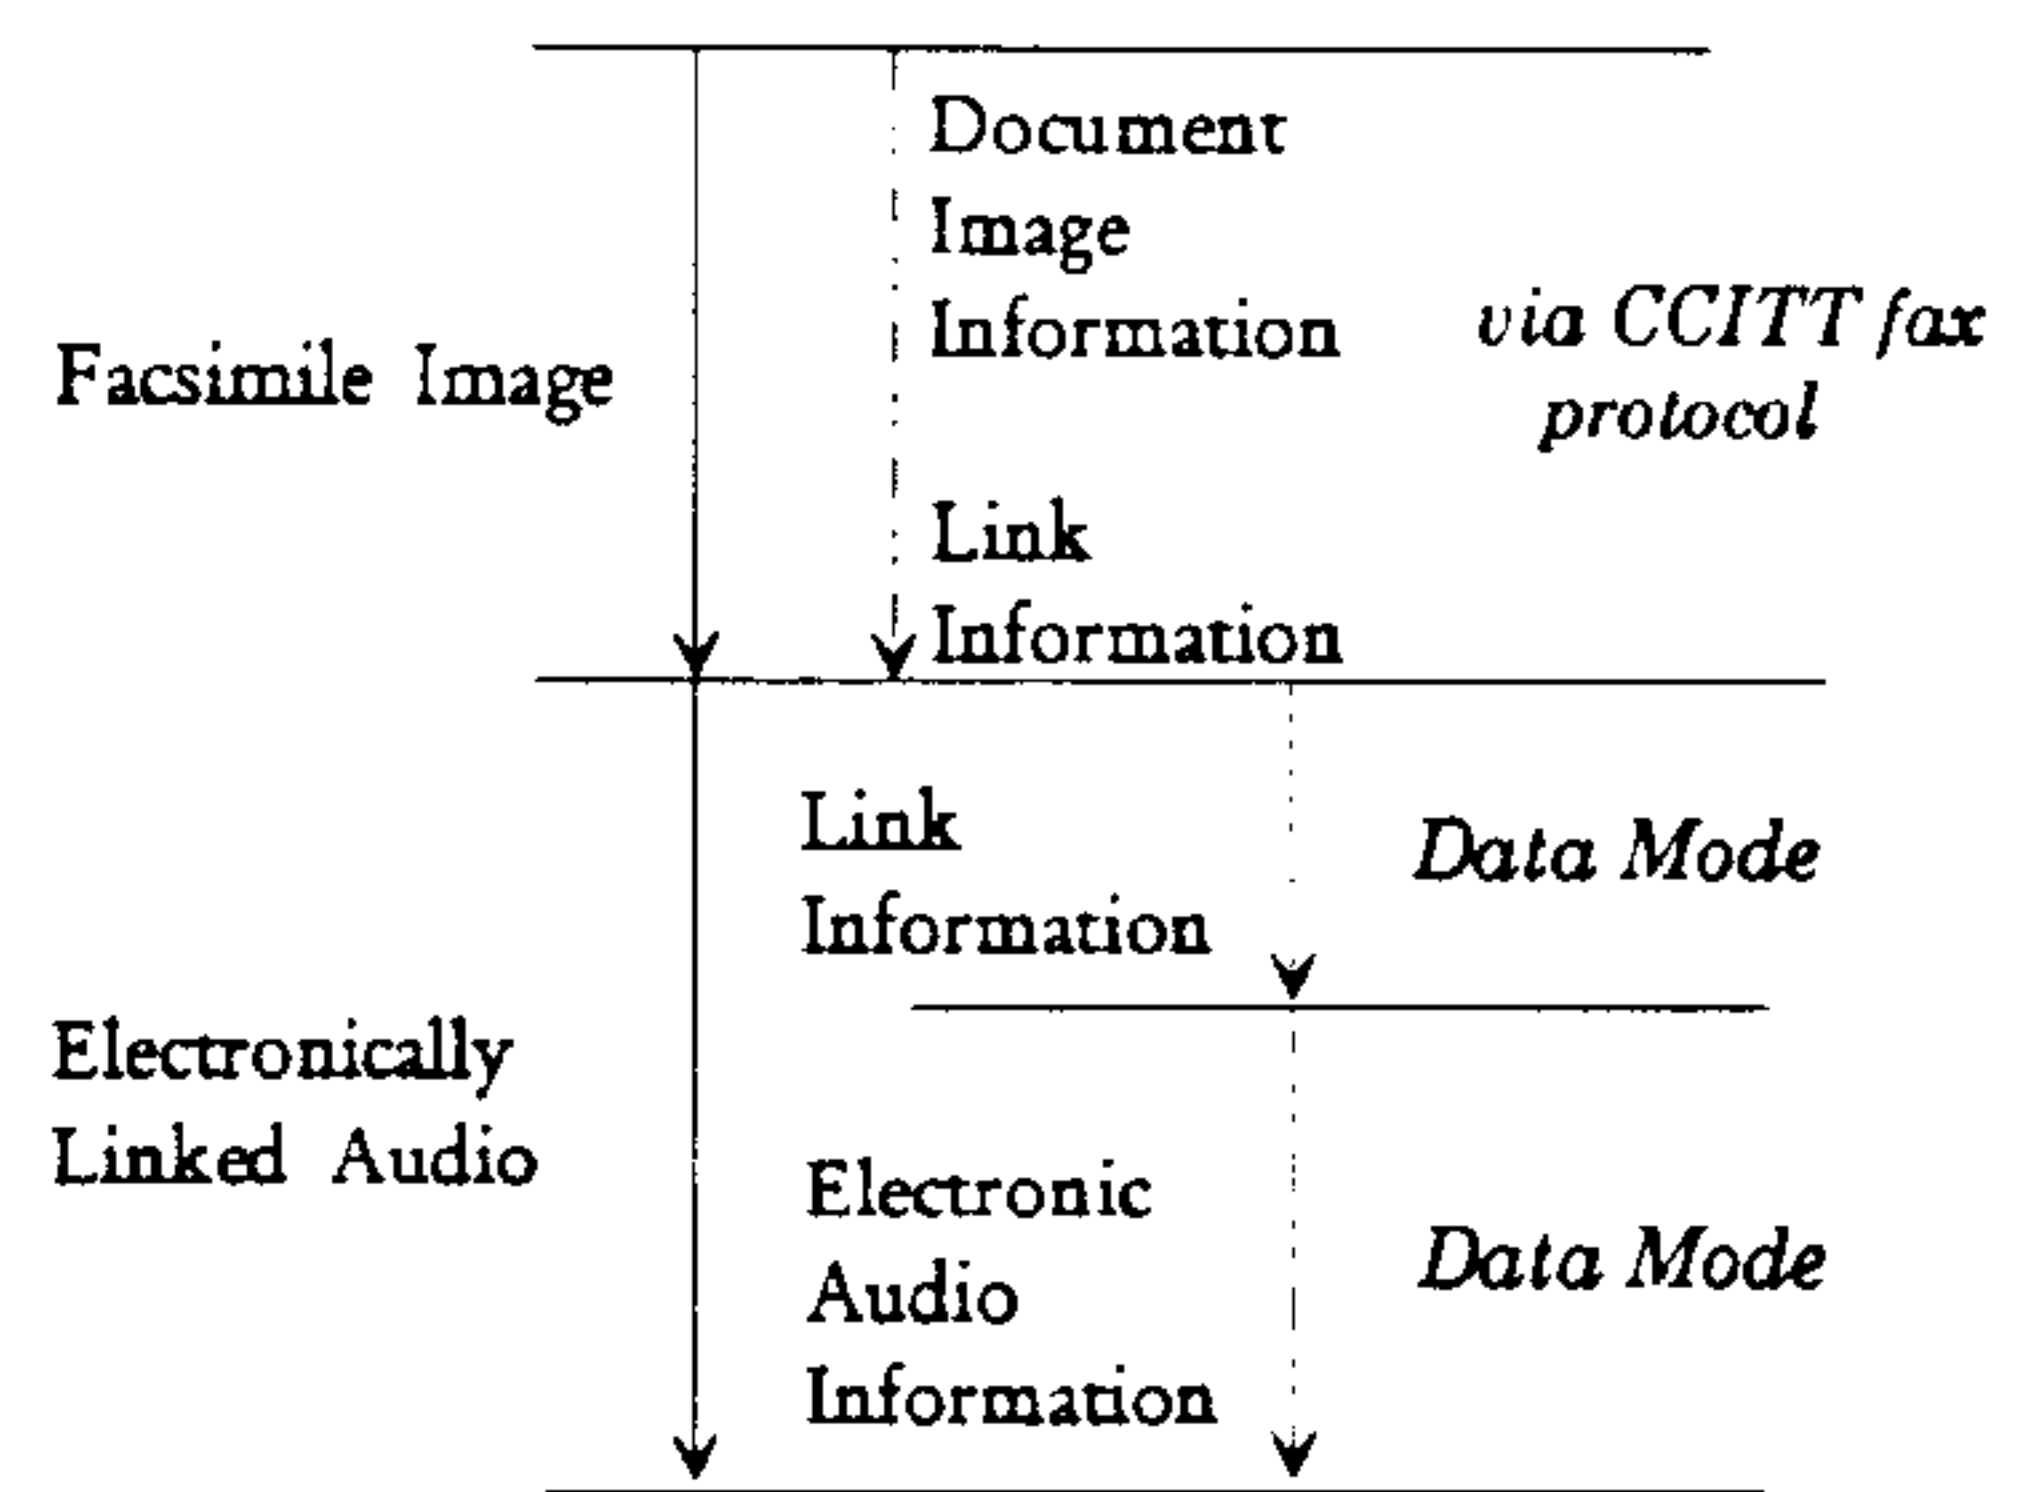 Document
Image
Information
via CCITT fax
protocol
Facsimile Image
Link
Information
Link
Information
Data Mode
Electronically
Linked Audio
Electronic
Audio
Information
Data Mode